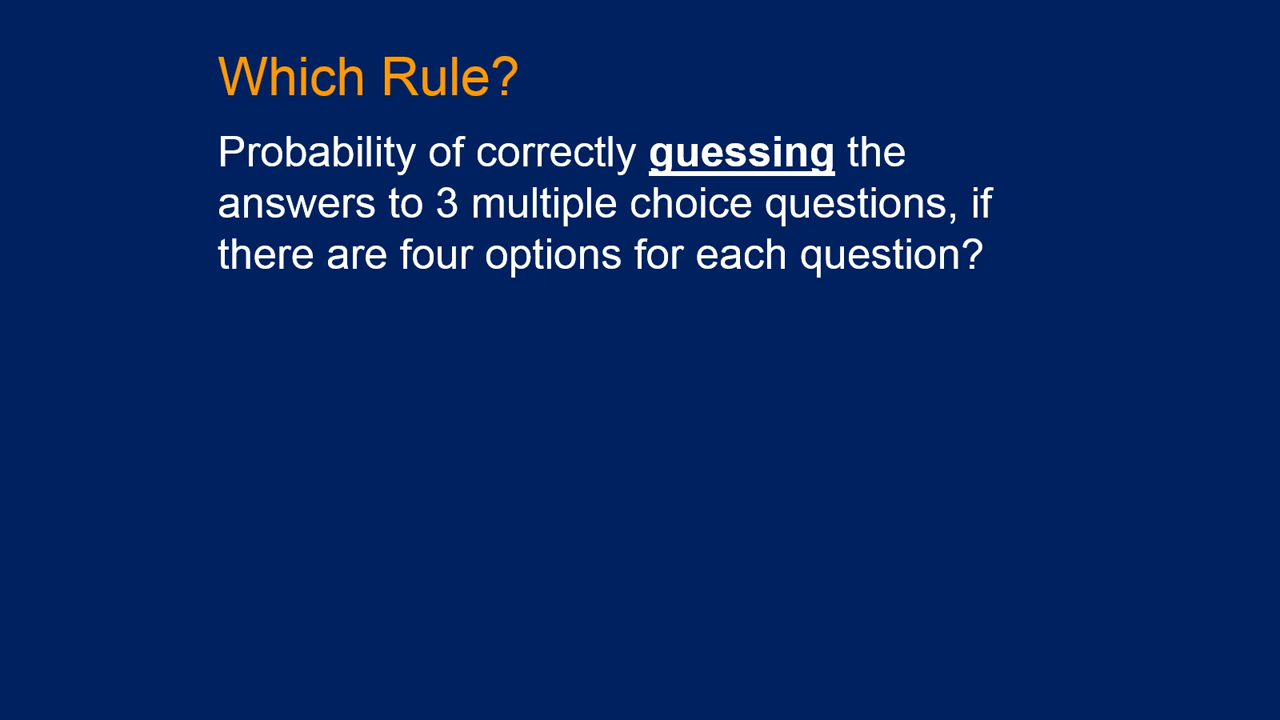 Which Rule?
Probability of correctly guessing the
answers to 3 multiple choice questions, if
there are four options for each question?